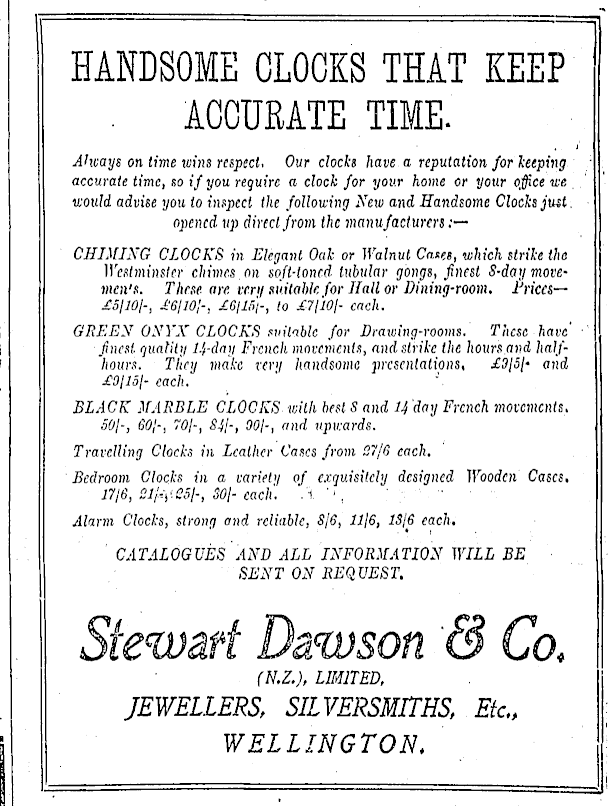 HANDSOME CLOCKS THAT KEEP
ACCURATE TIME.
Always on time wins respect. Our clocks have a reputation for keeping
accurate time, so if you require a clock for your home or your office we
would advise you to inspect the following New and Handsome Clocks just
opened up direct from the manufacturers:—
CHIMING CLOCKS in Elegant Oak or Walnut Cases, which strike the
Westminster chimes on soft-toned tubular gongs, finest 8-day move-
men's. These are very suitable for Hall or Dining-room. Prices—
£5/10/-, £6/10/-, £6/15/-, to £7/10/- each.
GREEN ONYX CLOCKS suitable for Drawing-rooms. These have
finest quality 14-day French movements, and strike the hours and half-
hours. They make very handsome presentations, £9/5/- and
£9/15/- each.
BLACK MARBLE CLOCKS with best 8 and 14 day French movements.
50/-, 60/-, 70/-, 84/-, 90/-, and upwards.
Travelling Clocks in Leather Cases from 27/6 each.
Bedroom Clocks in a variety of exquisitely designed Wooden Cases.
17/6, 21/-, 25/-, 30/- each.
Alarm Clocks, strong and reliable, 8/6, 11/6, 13/6 each.
CATALOGUES AND ALL INFORMATION WILL BE
SENT ON REQUEST.
Stewart Dawson & Co.
(N.Z.), LIMITED,
JEWELLERS, SILVERSMITHS, Etc.,
WELLINGTON.